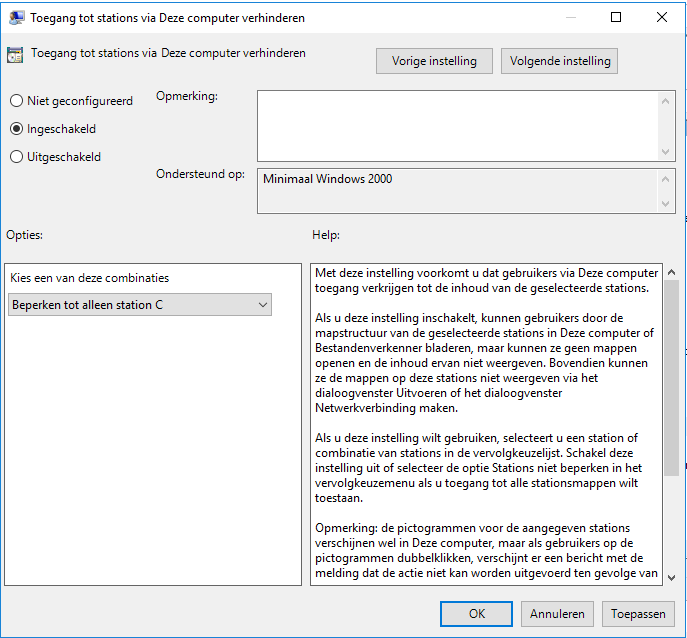 Toegang tot stations via Deze computer verhinderen
Toegang tot stations via Deze computer verhinderen
Vorige instelling
Volgende instelling
Niet geconfigureerd
Opmerking:
Ingeschakeld
Uitgeschakeld
Ondersteund op:
Minimaal Windows 2000
Opties:
Help:
Kies een van deze combinaties
Beperken tot alleen station C
Met deze instelling voorkomt u dat gebruikers via Deze computer
toegang verkrijgen tot de inhoud van de geselecteerde stations.
Als u deze instelling inschakelt, kunnen gebruikers door de
mapstructuur van de geselecteerde stations in Deze computer of
Bestandenverkenner bladeren, maar kunnen ze geen mappen
openen en de inhoud ervan niet weergeven. Bovendien kunnen
ze de mappen op deze stations niet weergeven via het
dialoogvenster Uitvoeren of het dialoogvenster
Netwerkverbinding maken.
Als u deze instelling wilt gebruiken, selecteert u een station of
combinatie van stations in de vervolgkeuzelijst. Schakel deze
instelling uit of selecteer de optie Stations niet beperken in het
vervolgkeuzemenu als u toegang tot alle stationsmappen wilt
toestaan.
Opmerking: de pictogrammen voor de aangegeven stations
verschijnen wel in Deze computer, maar als gebruikers op de
pictogrammen dubbelklikken, verschijnt er een bericht met de
melding dat de actie niet kan worden uitgevoerd ten gevolge van
OK
Annuleren
Toepassen